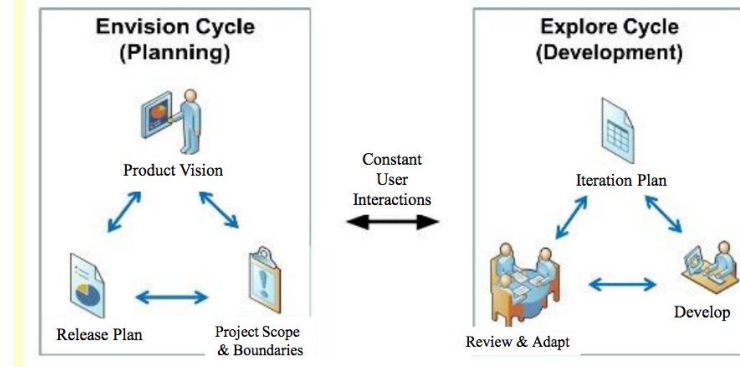 Envision Cycle
(Planning)
Product Vision
Release Plan
Project Scope
& Boundaries
Constant
User
Interactions
Explore Cycle
(Development)
Iteration Plan
Review & Adapt
Develop